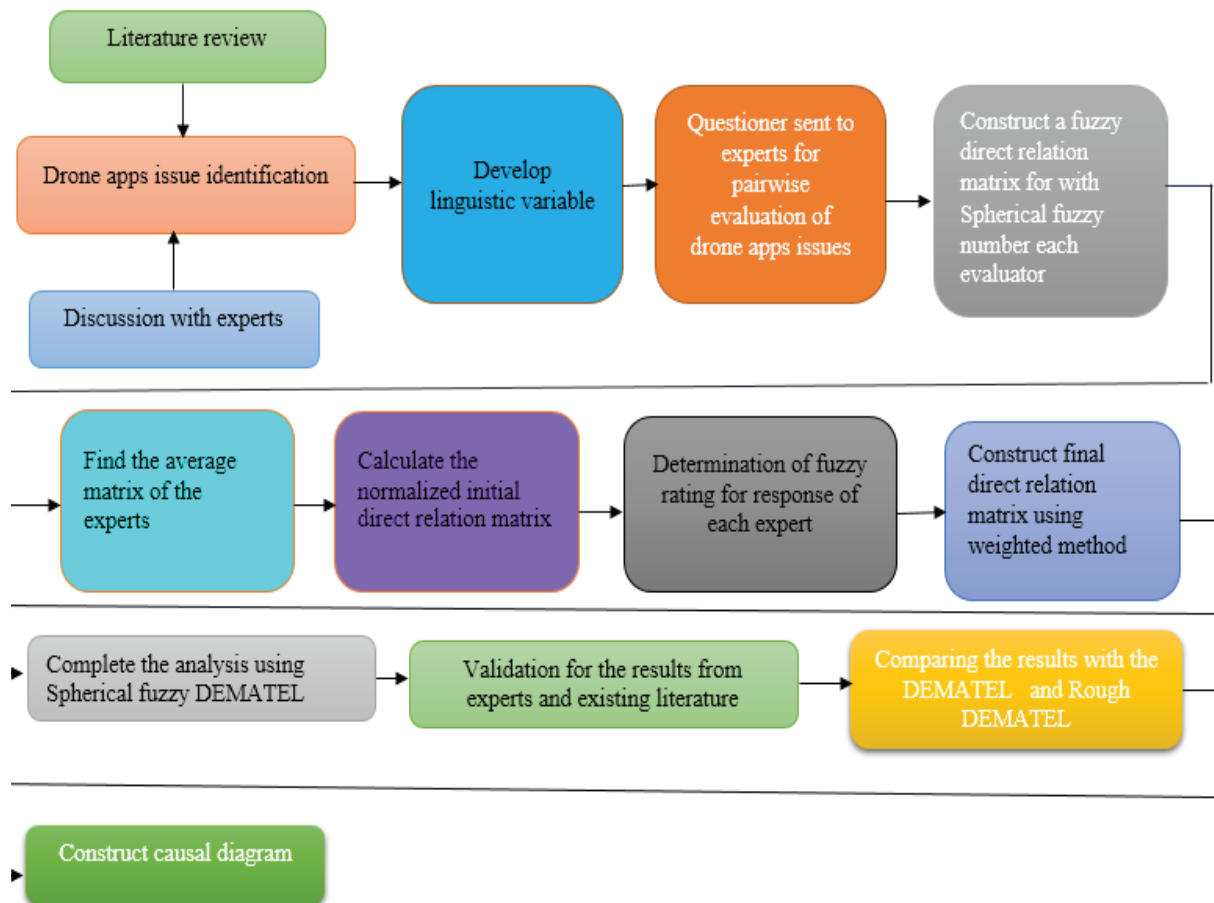 Literature review
Drone apps issue identification
Discussion with experts
Develop
linguistic variable
Questioner sent to
experts for
pairwise
evaluation of
drone apps issues
Construct a fuzzy
direct relation
matrix for with
Spherical fuzzy
number each
evaluator
Find the average
matrix of the
experts
Calculate the
normalized initial
direct relation matrix
Determination of fuzzy
rating for response of
each expert
Construct final
direct relation
matrix using
weighted method
Complete the analysis using
Spherical fuzzy DEMATEL
Validation for the results from
experts and existing literature
Comparing the results with the
DEMATEL and Rough
DEMATEL
Construct causal diagram